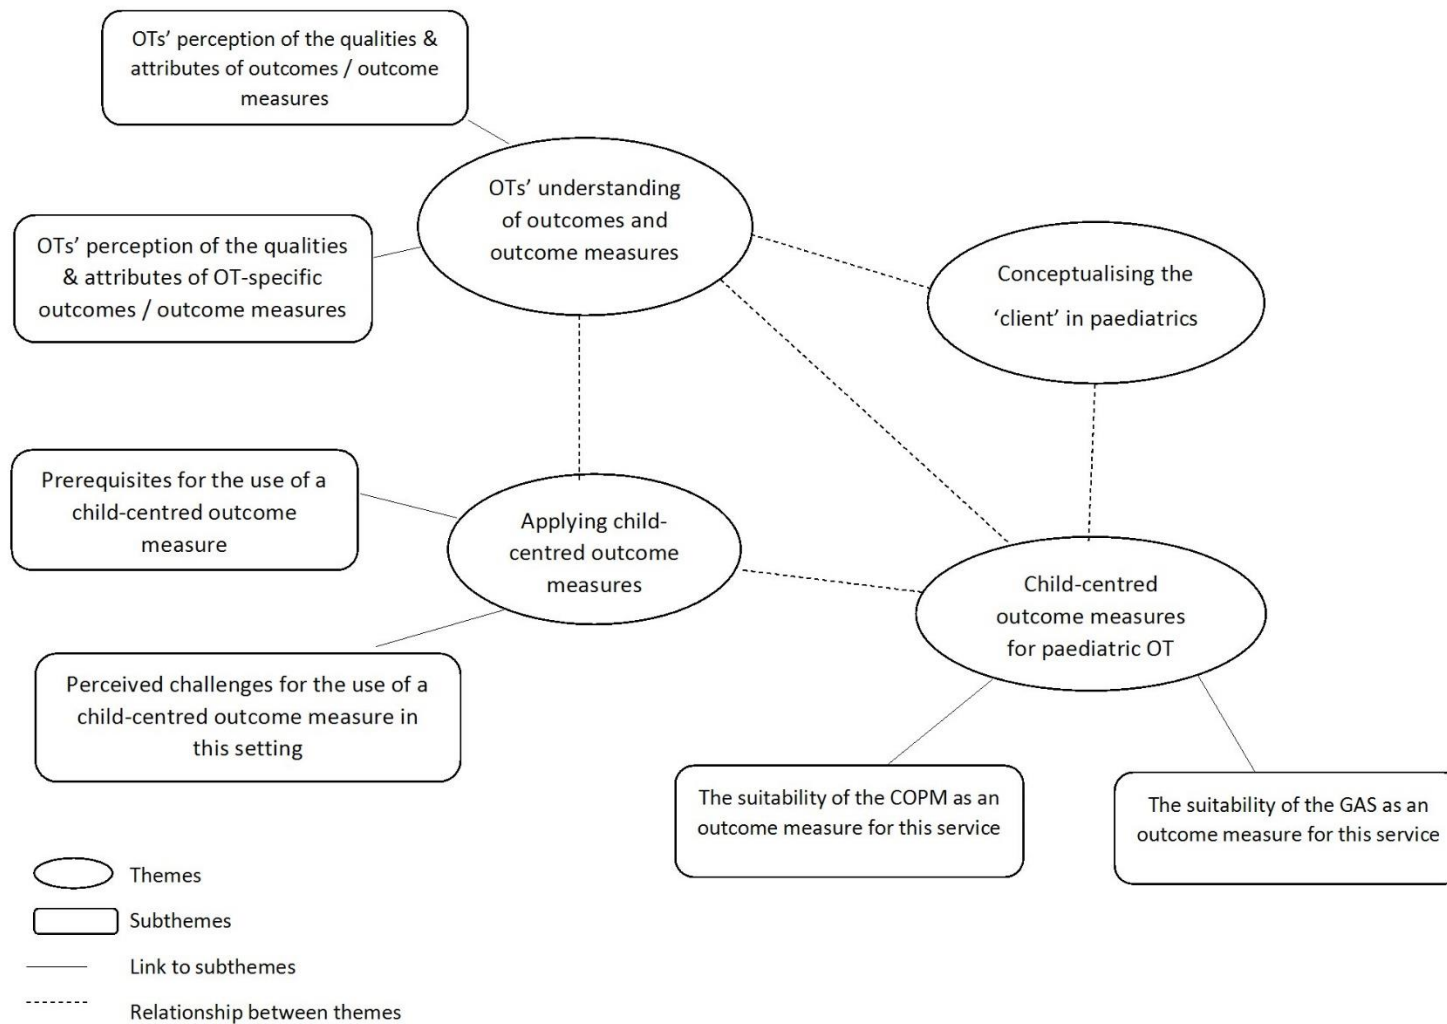 OTs' perception of the qualities &
attributes of outcomes / outcome
measures
OTs' understanding
of outcomes and
outcome measures
OTs' perception of the qualities
& attributes of OT-specific
outcomes / outcome measures
Conceptualising the
'client' in paediatrics
Prerequisites for the use of a
child-centred outcome
measure
Applying child-
centred outcome
measures
Child-centred
outcome measures
for paediatric OT
Perceived challenges for the use of a
child-centred outcome measure in
this setting
The suitability of the COPM as an
outcome measure for this service
The suitability of the GAS as an
outcome measure for this service
Themes
Subthemes
Link to subthemes
Relationship between themes